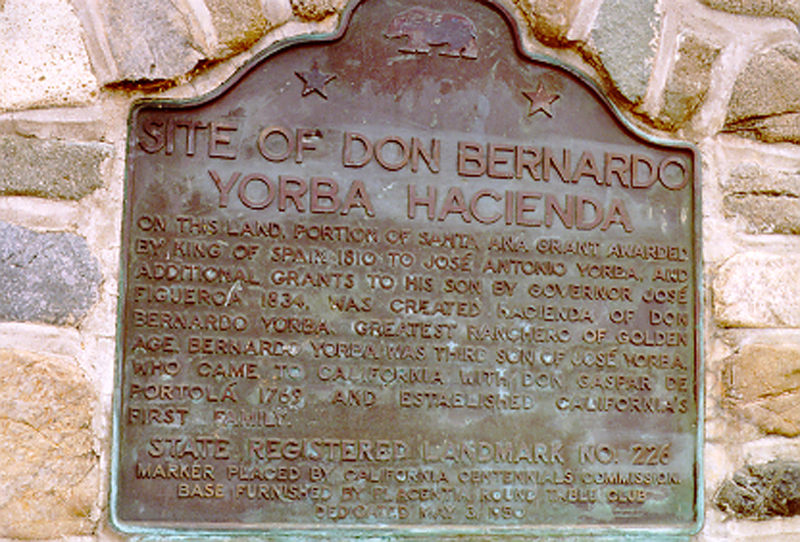 SITE OF DON BERNARDO
YORBA HACIENDA
ON THIS LAND, PORTION OF SANTA ANA GRANT AWARDED
BY KING OF SPAIN, 1810, TO JOSÉ ANTONIO YORBA, AND
ADDITIONAL GRANTS TO HIS SON BY GOVERNOR JOSÉ
FIGUEROA, 1834, WAS CREATED HACIENDA OF DON
BERNARDO YORBA, GREATEST RANCHERO OF GOLDEN
AGE. BERNARDO YORBA WAS THIRD SON OF JOSÉ YORBA,
WHO CAME TO CALIFORNIA WITH DON GASPAR DE
PORTOLÁ 1769 AND ESTABLISHED CALIFORNIA'S
FIRST FAMILY.
STATE REGISTERED LANDMARK NO. 226
MARKER PLACED BY CALIFORNIA CENTENNIALS COMMISSION.
BASE FURNISHED BY PLACENTIA ROUND TABLE CLUB
DEDICATED MAY 3, 1950